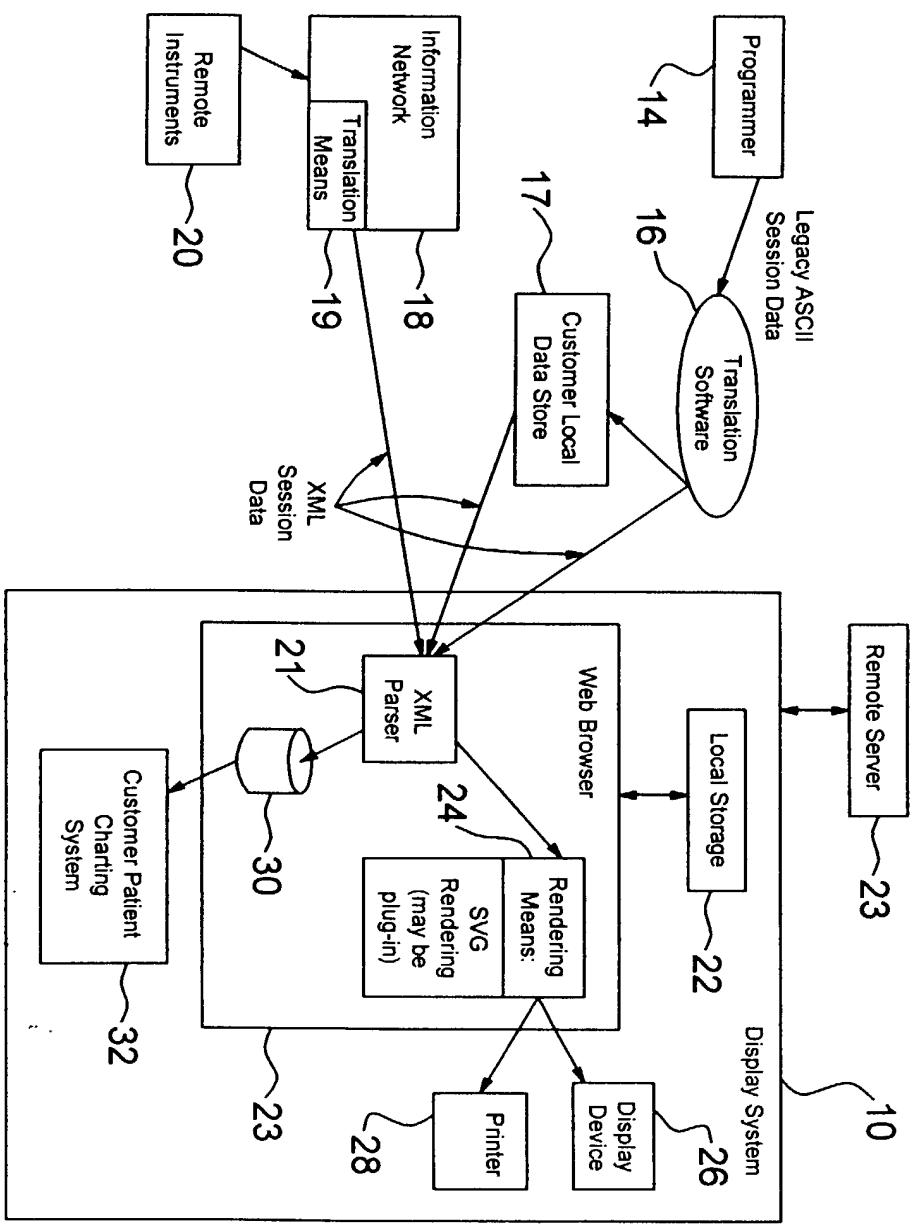 Programmer
14
Legacy ASCII
Session Data
16
Translation
Software
Remote Server
23
Local Storage
22
Display System
10
Customer Local
Data Store
17
Information
Network
Translation
Means
18
19
Remote
Instruments
20
XML
Session
Data
Web Browser
XML
Parser
21
Rendering
Means:
SVG
Rendering
(may be
plug-in)
24
Display
Device
26
Printer
28
23
30
Customer Patient
Charting
System
32